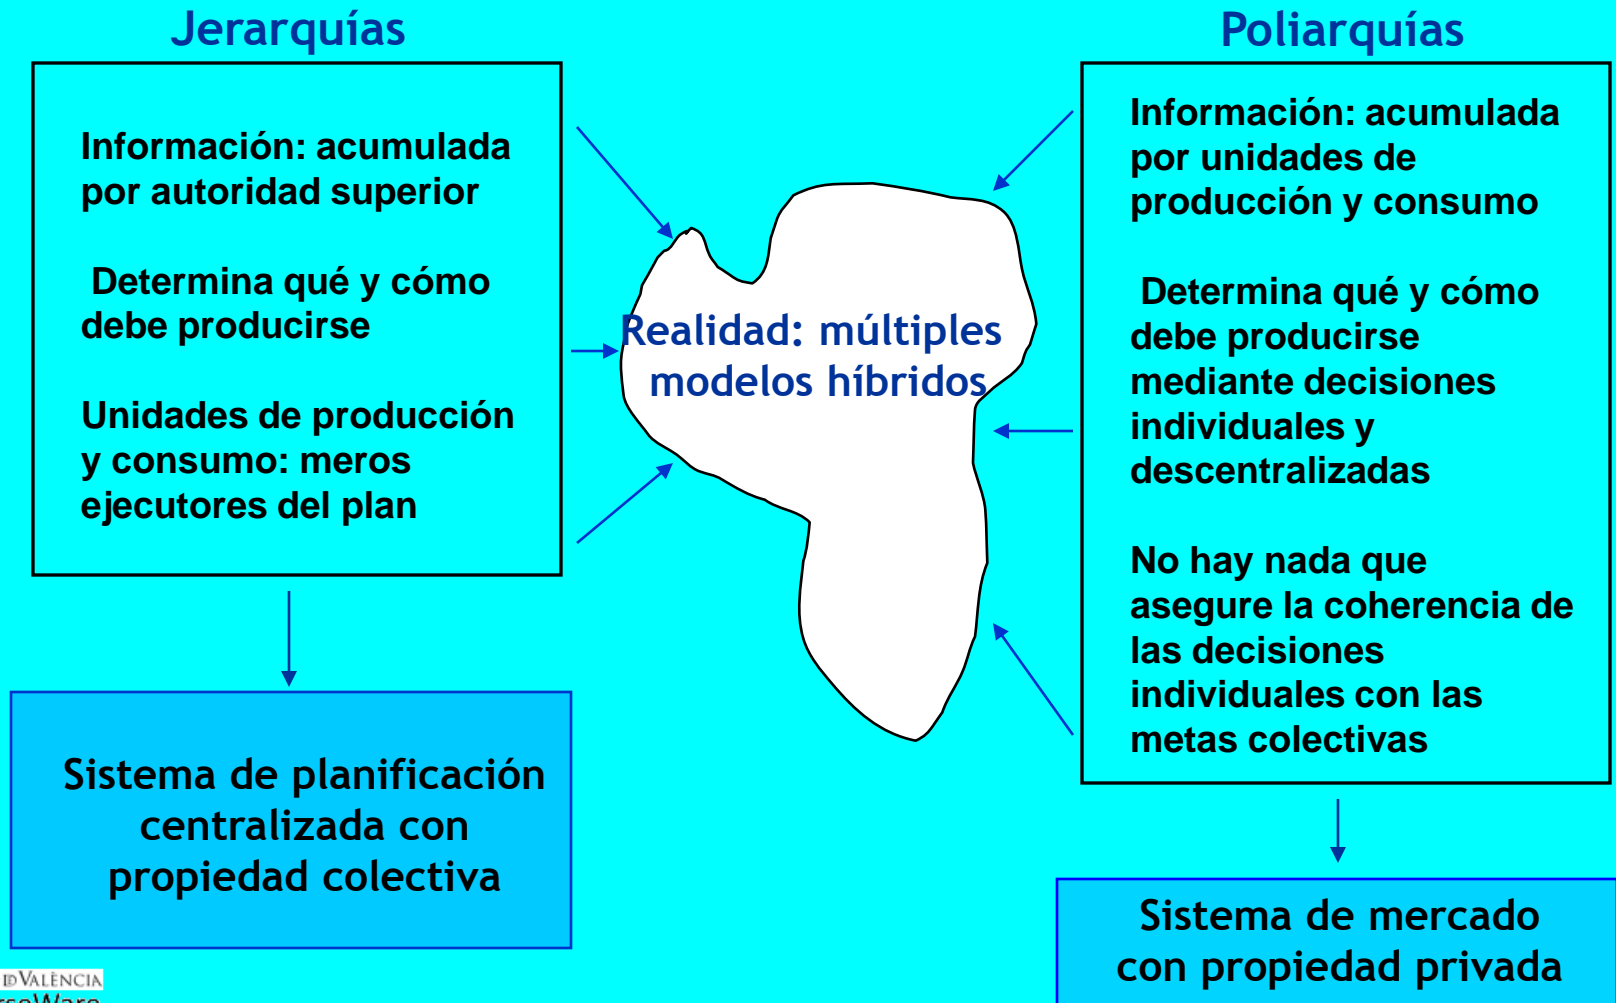 Jerarquías
Información: acumulada
por autoridad superior
Determina qué y cómo
debe producirse
Unidades de producción
y consumo: meros
ejecutores del plan
Sistema de planificación
centralizada con
propiedad colectiva
Realidad: múltiples
modelos híbridos
Poliarquías
Información: acumulada
por unidades de
producción y consumo
Determina qué y cómo
debe producirse
mediante decisiones
individuales y
descentralizadas
No hay nada que
asegure la coherencia de
las decisiones
individuales con las
metas colectivas
Sistema de mercado
con propiedad privada
VALÈNCIA